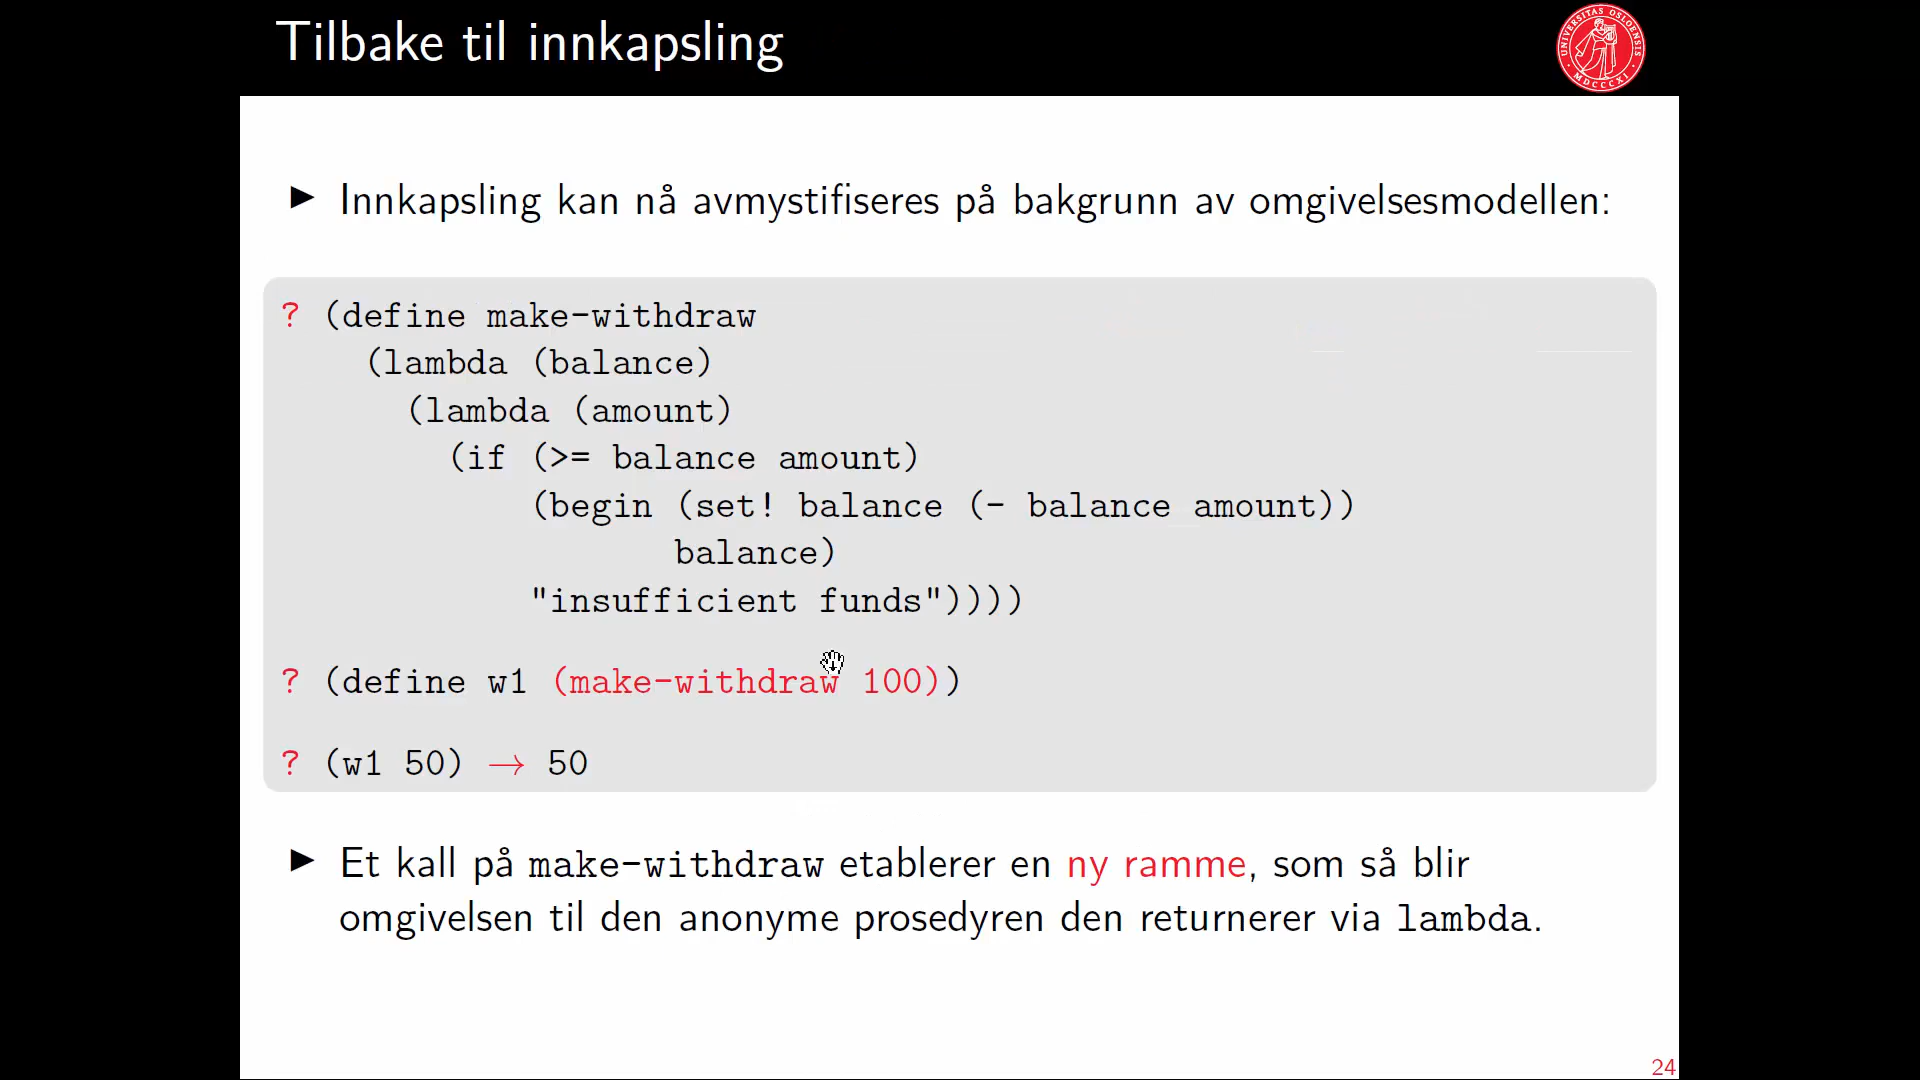 Tilbake til innkapsling
UNIVERSITAS OSLOENSIS
MDCCCXI
▶ Innkapsling kan nå avmystifiseres på bakgrunn av omgivelsesmodellen:
? (define make-withdraw
(lambda (balance)
(lambda (amount)
(if (>= balance amount)
(begin (set! balance (- balance amount))
balance)
"insufficient funds"))))
? (define w1 (make-withdraw 100))
? (w1 50) → 50
▶ Et kall på make-withdraw etablerer en ny ramme, som så blir
omgivelsen til den anonyme prosedyren den returnerer via lambda.
24